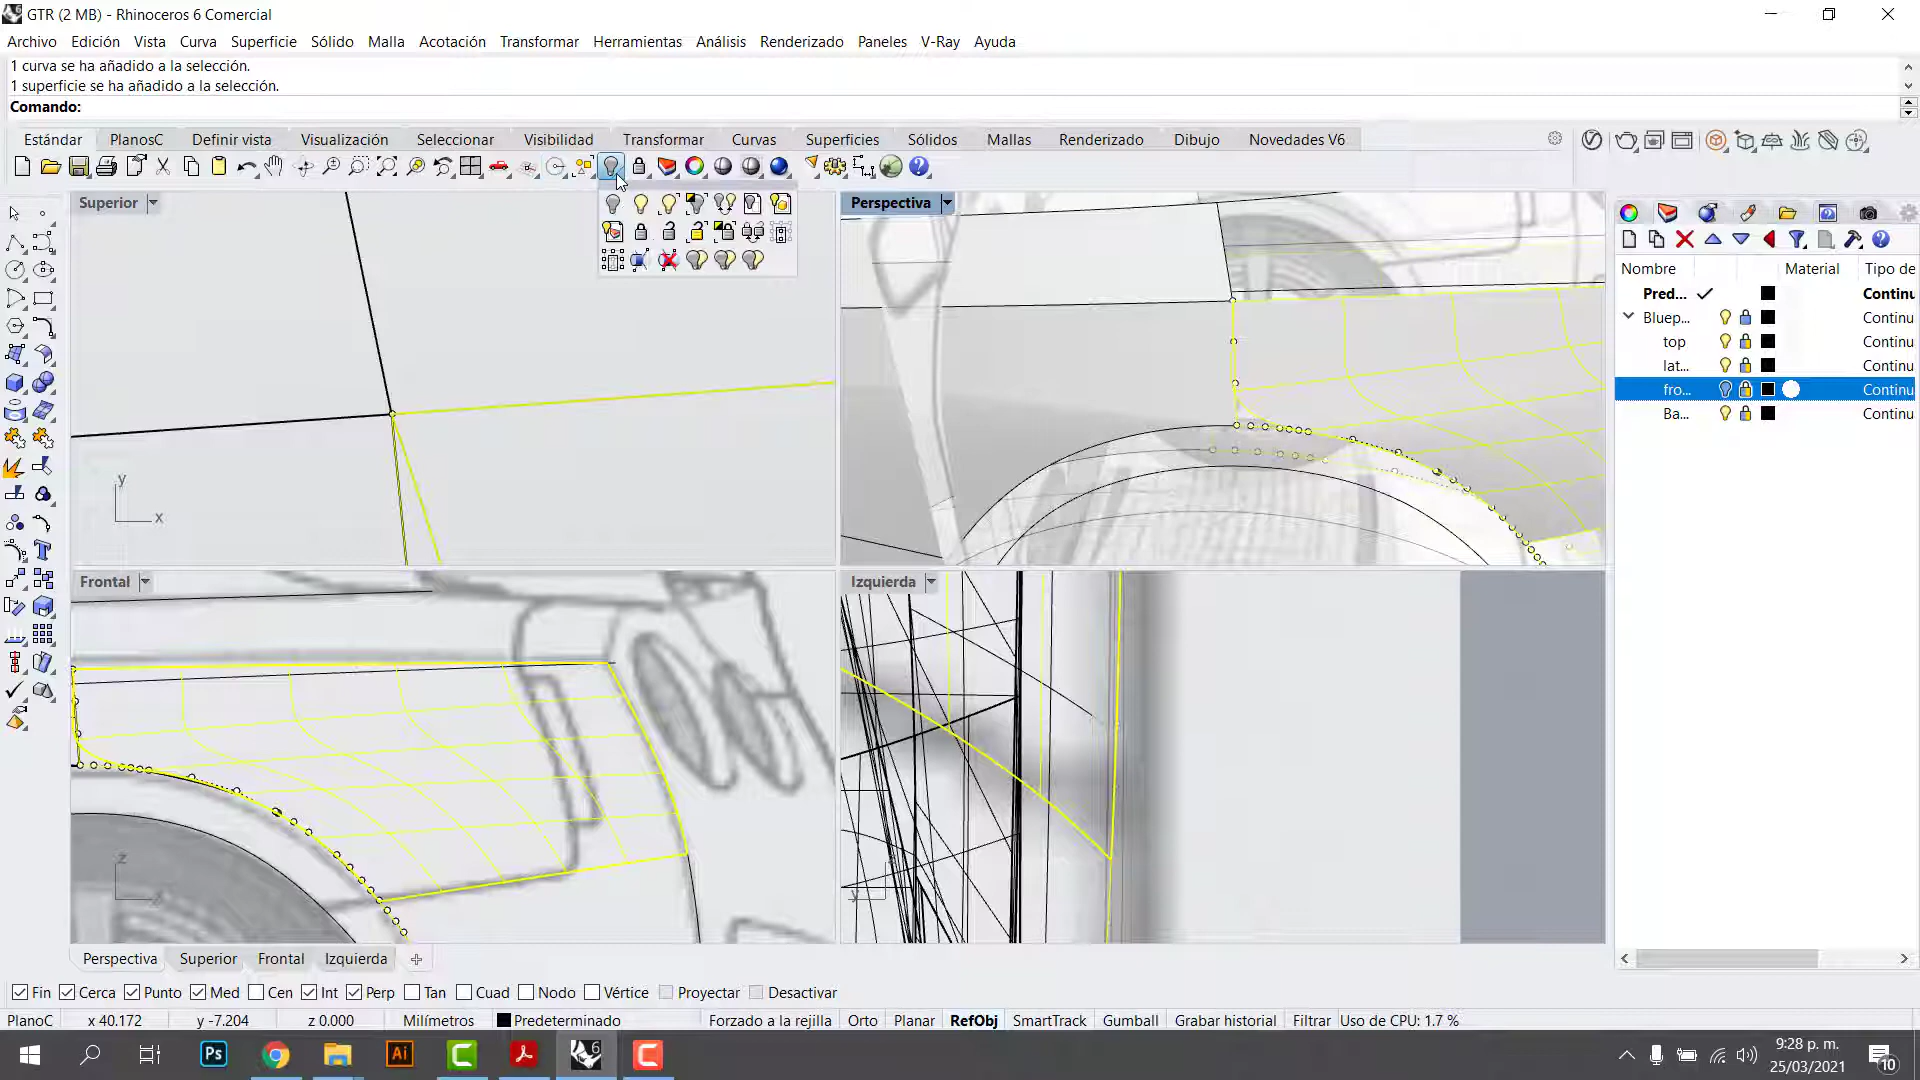 GTR (2 MB) - Rhinoceros 6 Comercial
Archivo Edición Vista Curva Superficie Sólido Malla Acotación Transformar Herramientas Análisis Renderizado Paneles V-Ray Ayuda
1 curva se ha añadido a la selección.
1 superficie se ha añadido a la selección.
Comando:
Estándar PlanosC Definir vista Visualización Seleccionar Visibilidad Transformar Curvas Superficies Sólidos Mallas Renderizado Dibujo Novedades V6
Superior
Perspectiva
Nombre Material Tipo de
Pred... Continu
Bluep... Continu
top Continu
lat... Continu
fro... Continu
Ba... Continu
y
x
Frontal
Izquierda
z
x
y
Perspectiva Superior Frontal Izquierda
Fin Cerca Punto Med Cen Int Perp Tan Cuad Nodo Vértice Proyectar Desactivar
PlanoC x 40.172 y -7.204 z 0.000 Milímetros Predeterminado Forzado a la rejilla Orto Planar RefObj SmartTrack Gumball Grabar historial Filtrar Uso de CPU: 1.7 %
Ps Ai C 6 C
9:28 p. m.
25/03/2021
10